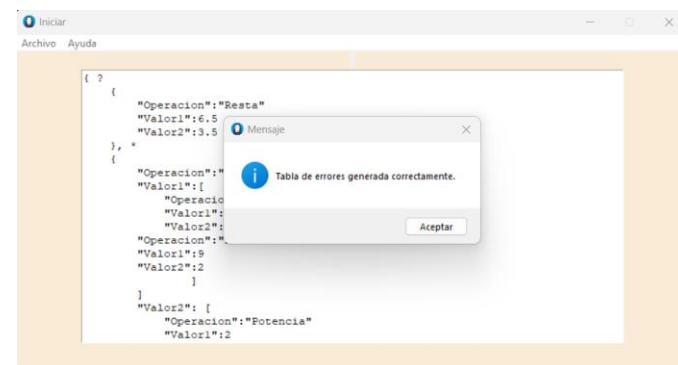 Iniciar
Archivo Ayuda
{ ?
{
"Operacion":"Resta"
"Valor1":6.5
"Valor2":3.5
}, *
{
"Operacion":"
"Valor1":[
"Operacio
"Valor1":
"Valor2":
"Operacion":"
"Valor1":9
"Valor2":2
]
]
"Valor2": [
"Operacion":"Potencia"
"Valor1":2
Mensaje
Tabla de errores generada correctamente.
Aceptar